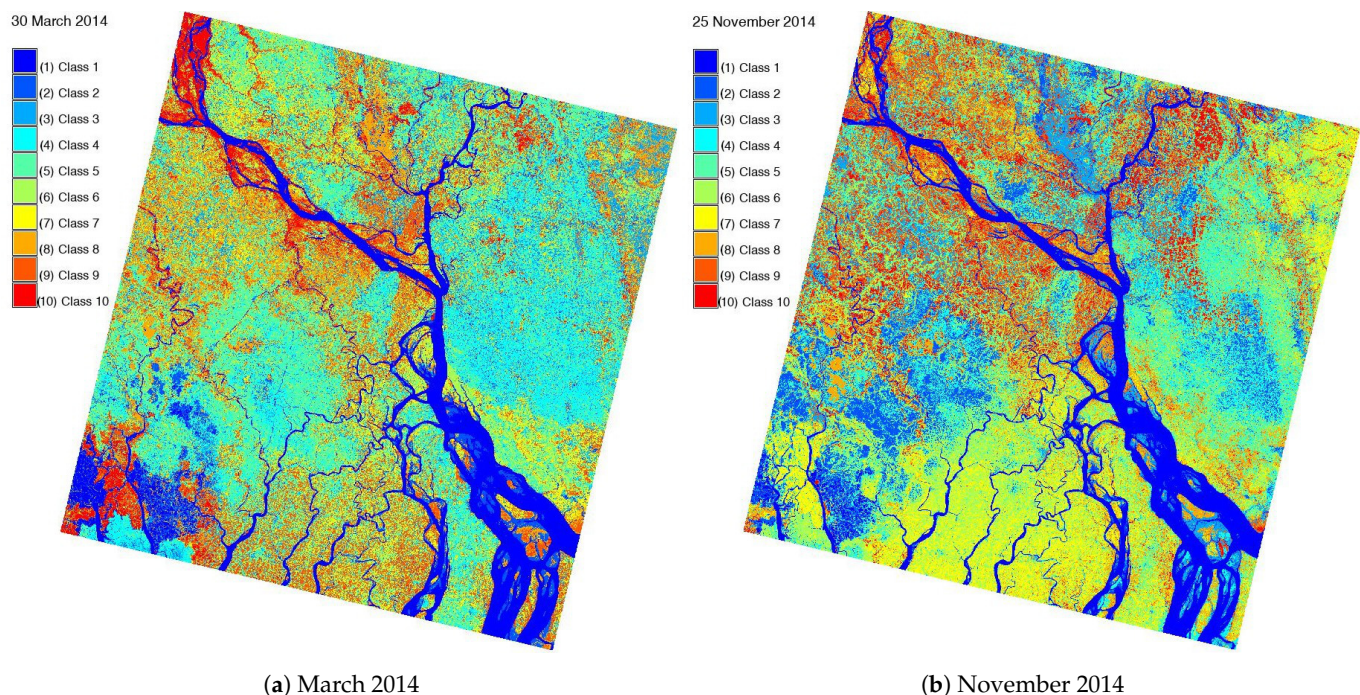 30 March 2014
(1) Class 1
(2) Class 2
(3) Class 3
(4) Class 4
(5) Class 5
(6) Class 6
(7) Class 7
(8) Class 8
(9) Class 9
(10) Class 10
(a) March 2014
25 November 2014
(1) Class 1
(2) Class 2
(3) Class 3
(4) Class 4
(5) Class 5
(6) Class 6
(7) Class 7
(8) Class 8
(9) Class 9
(10) Class 10
(b) November 2014